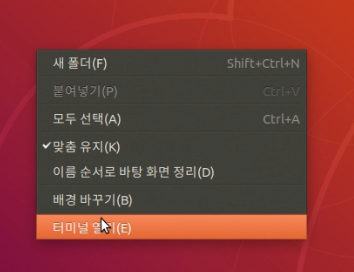 새 폴더(F) Shift+Ctrl+N
붙여넣기(P) Ctrl+V
모두 선택(A) Ctrl+A
✔맞춤 유지(K)
이름 순서로 바탕 화면 정리(D)
배경 바꾸기(B)
터미널 열기(E)